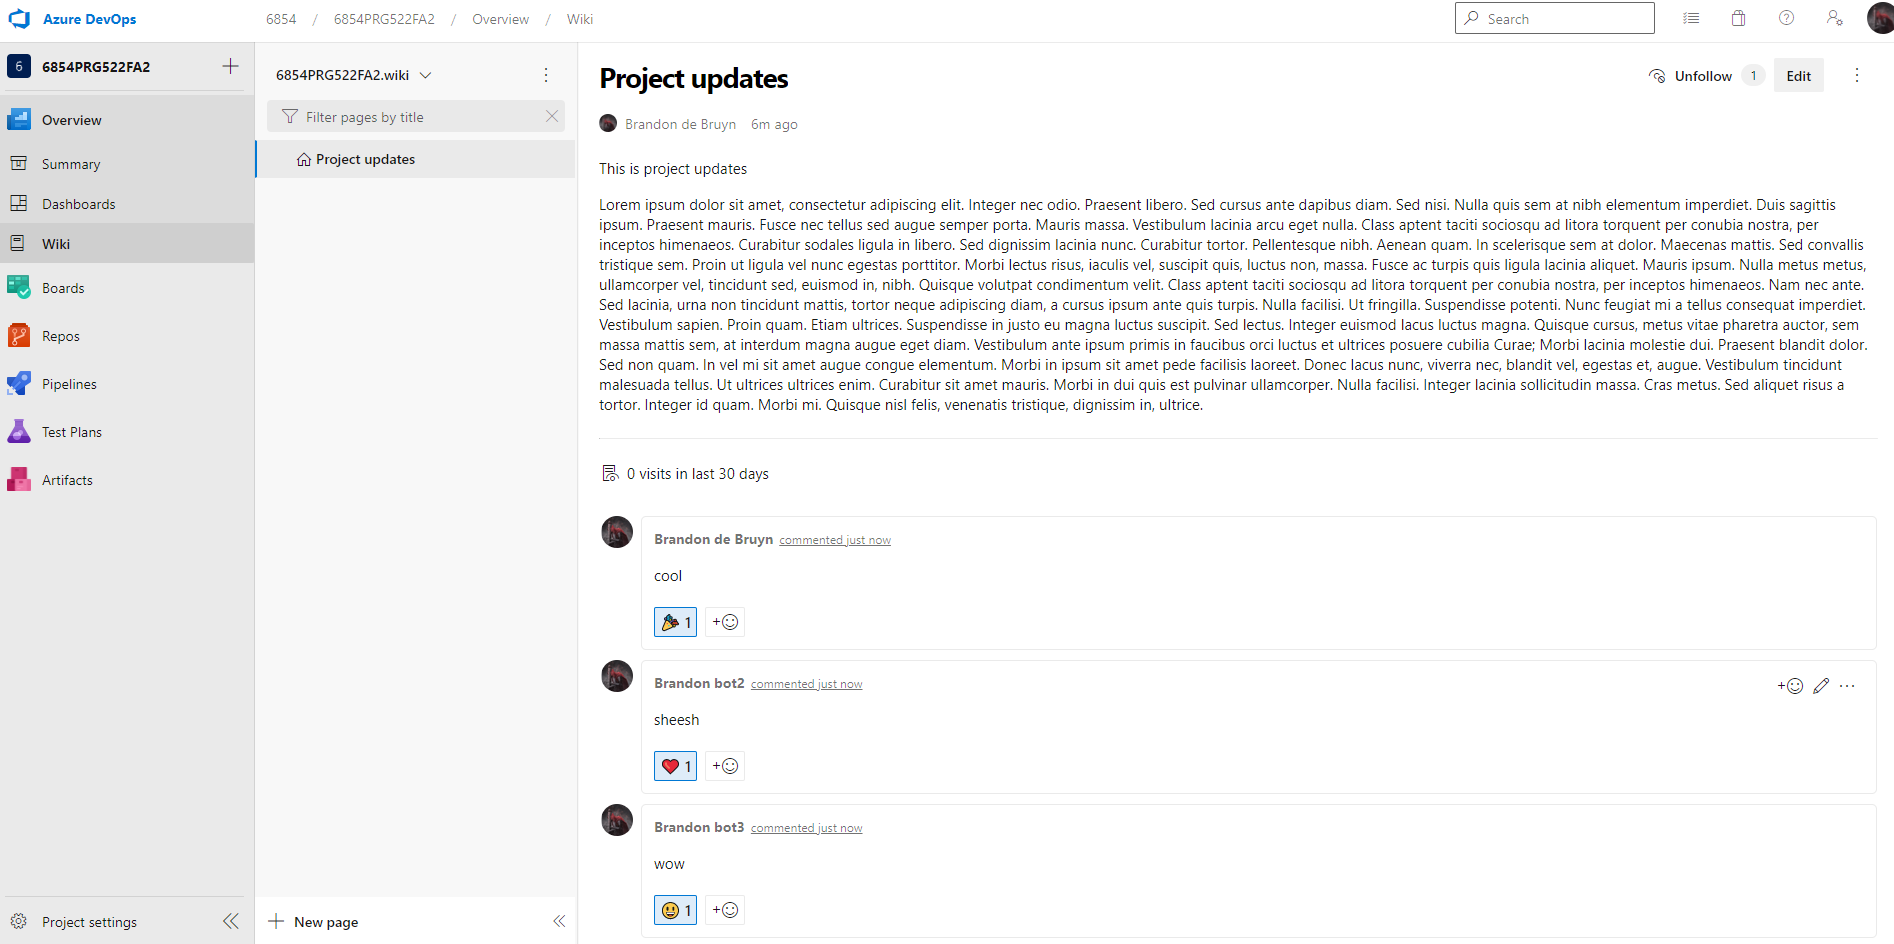 Azure DevOps
6854 / 6854PRG522FA2 / Overview / Wiki
Search
6 6854PRG522FA2
Overview
Summary
Dashboards
Wiki
Boards
Repos
Pipelines
Test Plans
Artifacts
Project settings
6854PRG522FA2.wiki
Filter pages by title
Project updates
New page
Project updates
Unfollow 1 Edit
Brandon de Bruyn 6m ago
This is project updates
Lorem ipsum dolor sit amet, consectetur adipiscing elit. Integer nec odio. Praesent libero. Sed cursus ante dapibus diam. Sed nisi. Nulla quis sem at nibh elementum imperdiet. Duis sagittis
ipsum. Praesent mauris. Fusce nec tellus sed augue semper porta. Mauris massa. Vestibulum lacinia arcu eget nulla. Class aptent taciti sociosqu ad litora torquent per conubia nostra, per
inceptos himenaeos. Curabitur sodales ligula in libero. Sed dignissim lacinia nunc. Curabitur tortor. Pellentesque nibh. Aenean quam. In scelerisque sem at dolor. Maecenas mattis. Sed convallis
tristique sem. Proin ut ligula vel nunc egestas porttitor. Morbi lectus risus, iaculis vel, suscipit quis, luctus non, massa. Fusce ac turpis quis ligula lacinia aliquet. Mauris ipsum. Nulla metus metus,
ullamcorper vel, tincidunt sed, euismod in, nibh. Quisque volutpat condimentum velit. Class aptent taciti sociosqu ad litora torquent per conubia nostra, per inceptos himenaeos. Nam nec ante.
Sed lacinia, urna non tincidunt mattis, tortor neque adipiscing diam, a cursus ipsum ante quis turpis. Nulla facilisi. Ut fringilla. Suspendisse potenti. Nunc feugiat mi a tellus consequat imperdiet.
Vestibulum sapien. Proin quam. Etiam ultrices. Suspendisse in justo eu magna luctus suscipit. Sed lectus. Integer euismod lacus luctus magna. Quisque cursus, metus vitae pharetra auctor, sem
massa mattis sem, at interdum magna augue eget diam. Vestibulum ante ipsum primis in faucibus orci luctus et ultrices posuere cubilia Curae; Morbi lacinia molestie dui. Praesent blandit dolor.
Sed non quam. In vel mi sit amet augue congue elementum. Morbi in ipsum sit amet pede facilisis laoreet. Donec lacus nunc, viverra nec, blandit vel, egestas et, augue. Vestibulum tincidunt
malesuada tellus. Ut ultrices ultrices enim. Curabitur sit amet mauris. Morbi in dui quis est pulvinar ullamcorper. Nulla facilisi. Integer lacinia sollicitudin massa. Cras metus. Sed aliquet risus a
tortor. Integer id quam. Morbi mi. Quisque nisl felis, venenatis tristique, dignissim in, ultrice.
0 visits in last 30 days
Brandon de Bruyn commented just now
cool
🎉 1
Brandon bot2 commented just now
sheesh
❤️ 1
Brandon bot3 commented just now
wow
😃 1